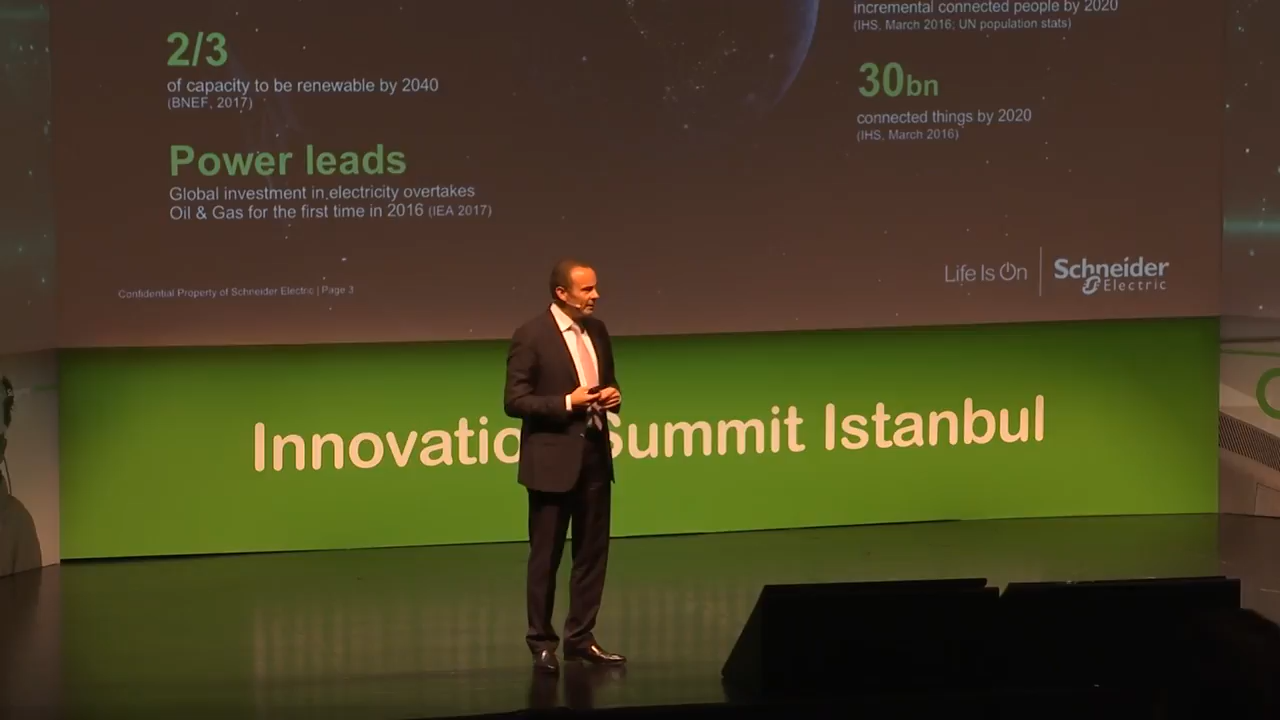 2/3
of capacity to be renewable by 2040
(BNEF, 2017)
Power leads
Global investment in electricity overtakes
Oil & Gas for the first time in 2016 (IEA 2017)
Confidential Property of Schneider Electric | Page 3
incremental connected people by 2020
(IHS, March 2016; UN population stats)
30bn
connected things by 2020
(IHS, March 2016)
Life Is On
Schneider
Electric
Innovatio Summit Istanbul